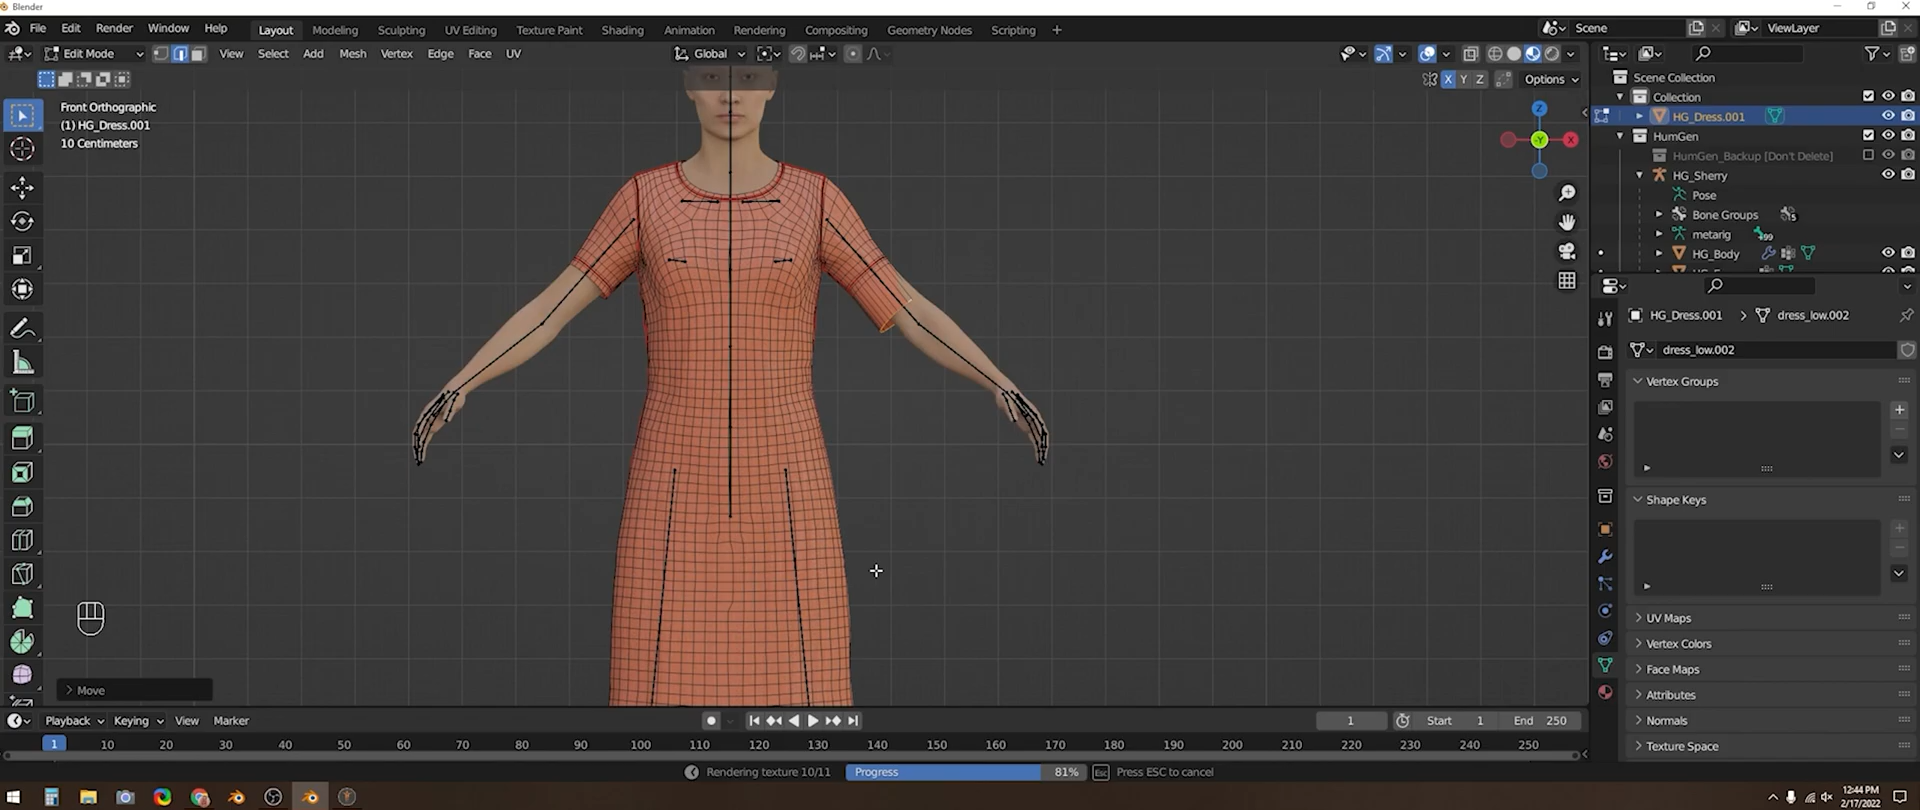 Blender
File Edit Render Window Help Layout Modeling Sculpting UV Editing Texture Paint Shading Animation Rendering Compositing Geometry Nodes Scripting + Scene ViewLayer
Edit Mode View Select Add Mesh Vertex Edge Face UV Global
X Y Z Options
Front Orthographic
(1) HG_Dress.001
10 Centimeters
Z
Y
X
Scene Collection
Collection
HG_Dress.001
HumGen
HumGen_Backup [Don't Delete]
HG_Sherry
Pose
Bone Groups 15
metarig 99
HG_Body
HG_Dress.001 > dress_low.002
dress_low.002
Vertex Groups
Shape Keys
UV Maps
Vertex Colors
Face Maps
Attributes
Normals
Texture Space
> Move
Playback Keying View Marker 1 Start 1 End 250
1 10 20 30 40 50 60 70 80 90 100 110 120 130 140 150 160 170 180 190 200 210 220 230 240 250
Rendering texture 10/11 Progress 81% Esc Press ESC to cancel
12:44 PM
2/17/2022